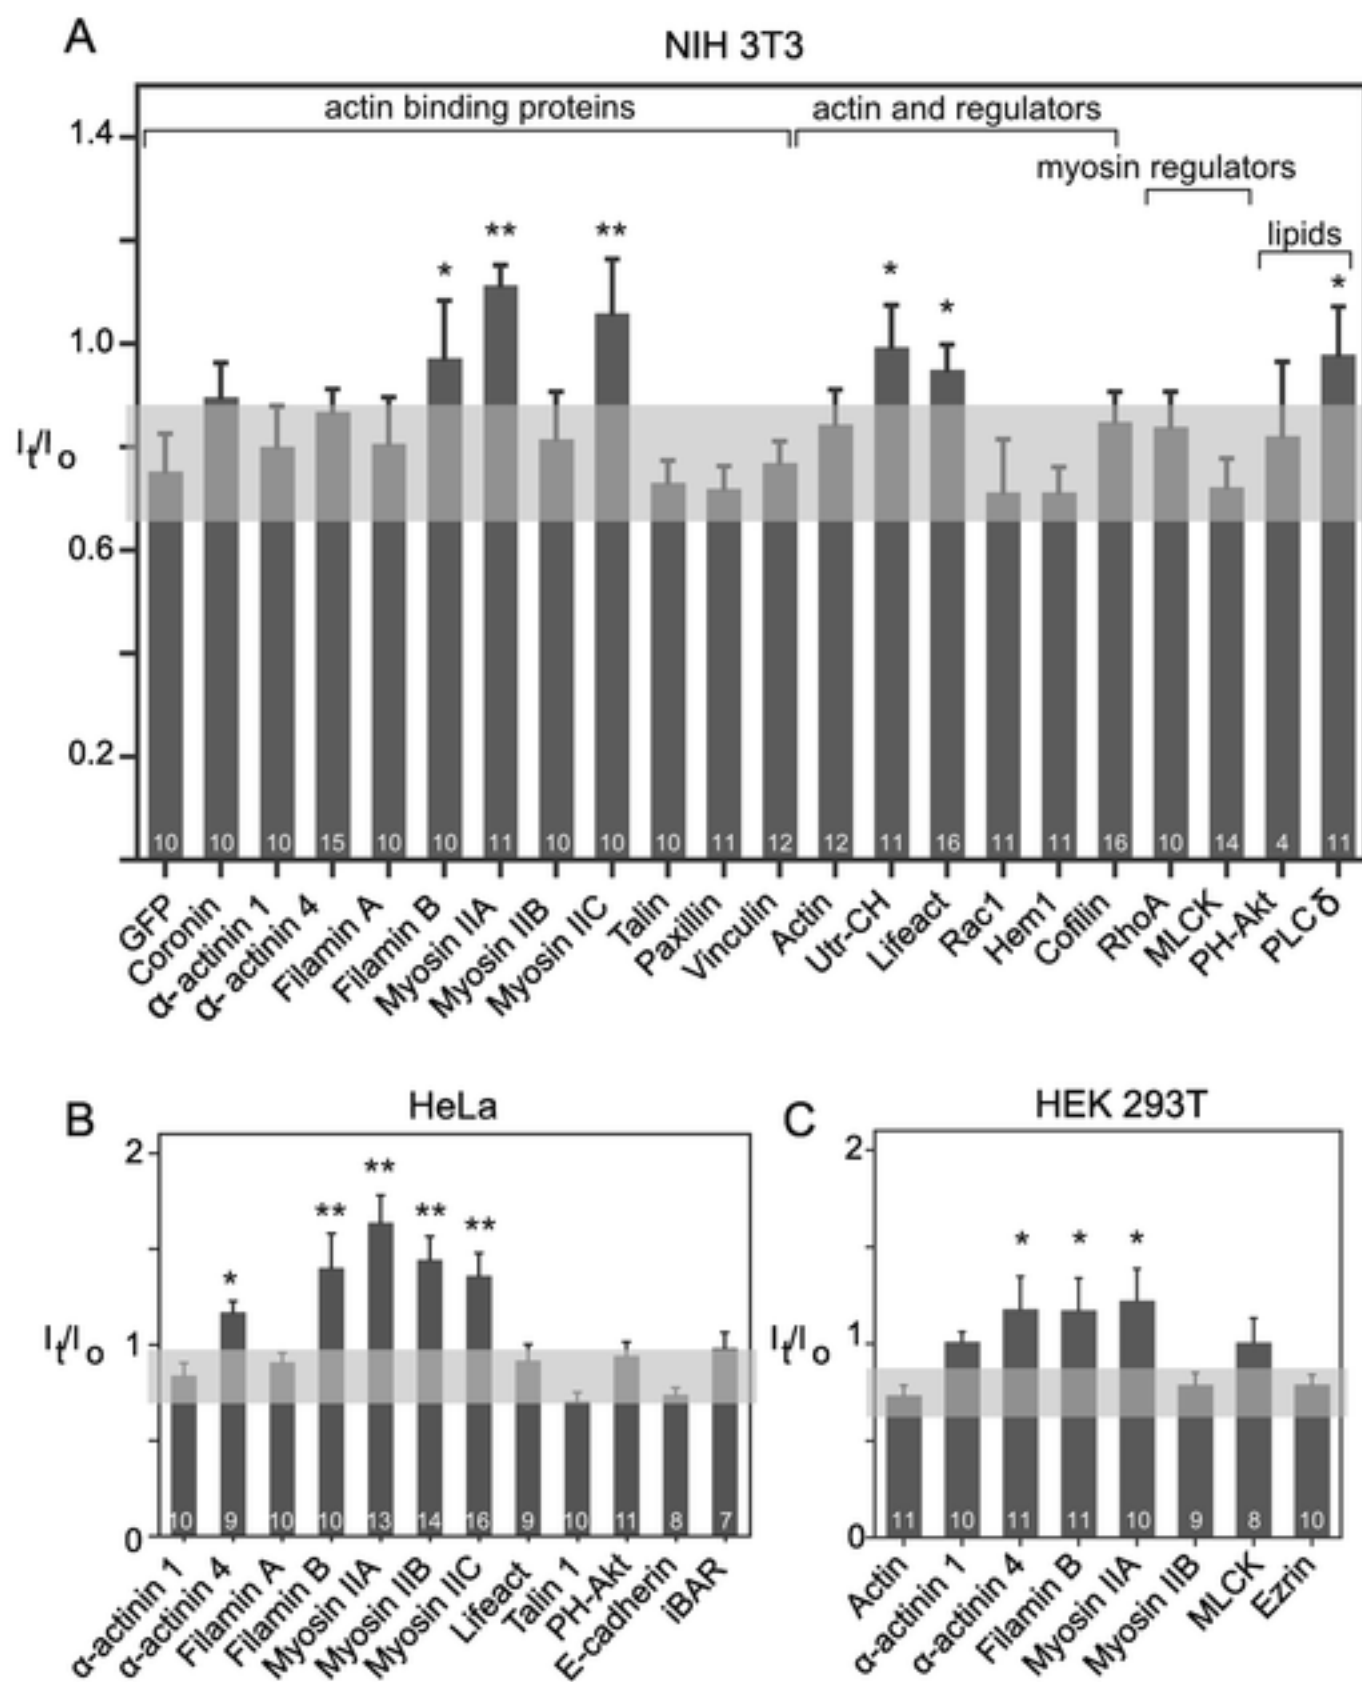 A
NIH 3T3
actin binding proteins
actin and regulators
myosin regulators
lipids
1.4
1.0
0.6
0.2
It/Io
* ** ** * * *
10 10 10 15 10 10 11 10 10 10 11 12 12 11 16 11 11 16 10 14 4 11
GFP
Coronin
α- actinin 1
α- actinin 4
Filamin A
Filamin B
Myosin IIA
Myosin IIB
Myosin IIC
Talin
Paxillin
Vinculin
Actin
Utr-CH
Lifeact
Rac1
Hem1
Cofilin
RhoA
MLCK
PH-Akt
PLC δ
B
HeLa
2
1
0
It/Io
* ** ** ** **
10 9 10 10 13 14 16 9 10 11 8 7
α-actinin 1
α-actinin 4
Filamin A
Filamin B
Myosin IIA
Myosin IIB
Myosin IIC
Lifeact
Talin 1
PH-Akt
E-cadherin
iBAR
C
HEK 293T
2
1
0
It/Io
* * *
11 10 11 11 10 9 8 10
Actin
α-actinin 1
α-actinin 4
Filamin B
Myosin IIA
Myosin IIB
MLCK
Ezrin